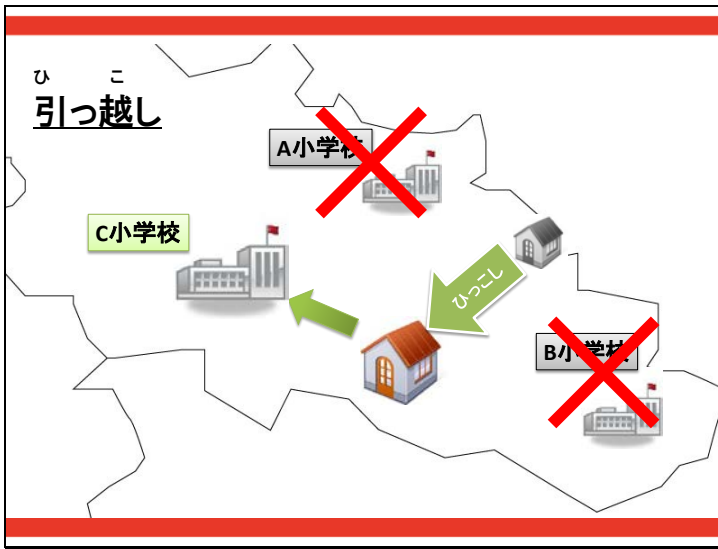 ひ こ
引っ越し
A小学校
C小学校
ひっこし
B小学校